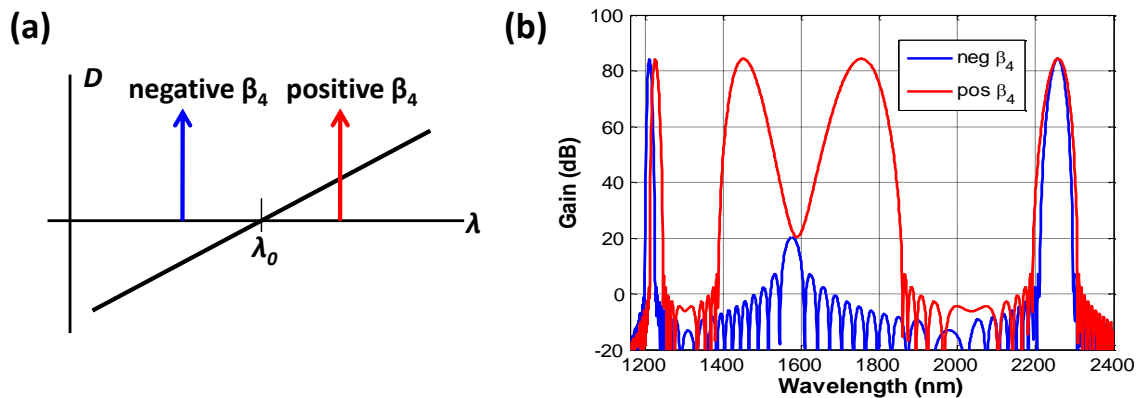 (a)
D
negative β4
positive β4
λ0
λ
(b)
Gain (dB)
100
80
60
40
20
0
-20
neg β4
pos β4
1200 1400 1600 1800 2000 2200 2400
Wavelength (nm)